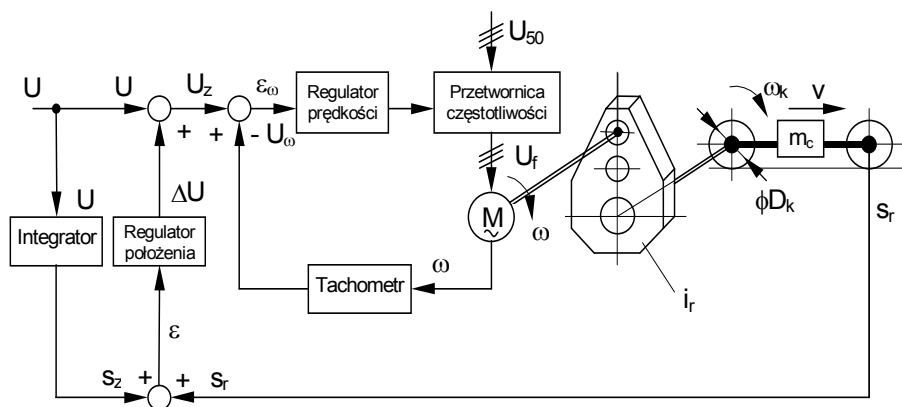 U₅₀
U
U
U_z
ε_ω
+
+
- U_ω
Regulator
prędkości
Przetwornica
częstotliwości
ω_k
v
m_c
U_f
ϕD_k
U
ΔU
M
~
ω
s_r
Integrator
Regulator
położenia
Tachometr
ω
i_r
ε
s_z
+
+
s_r